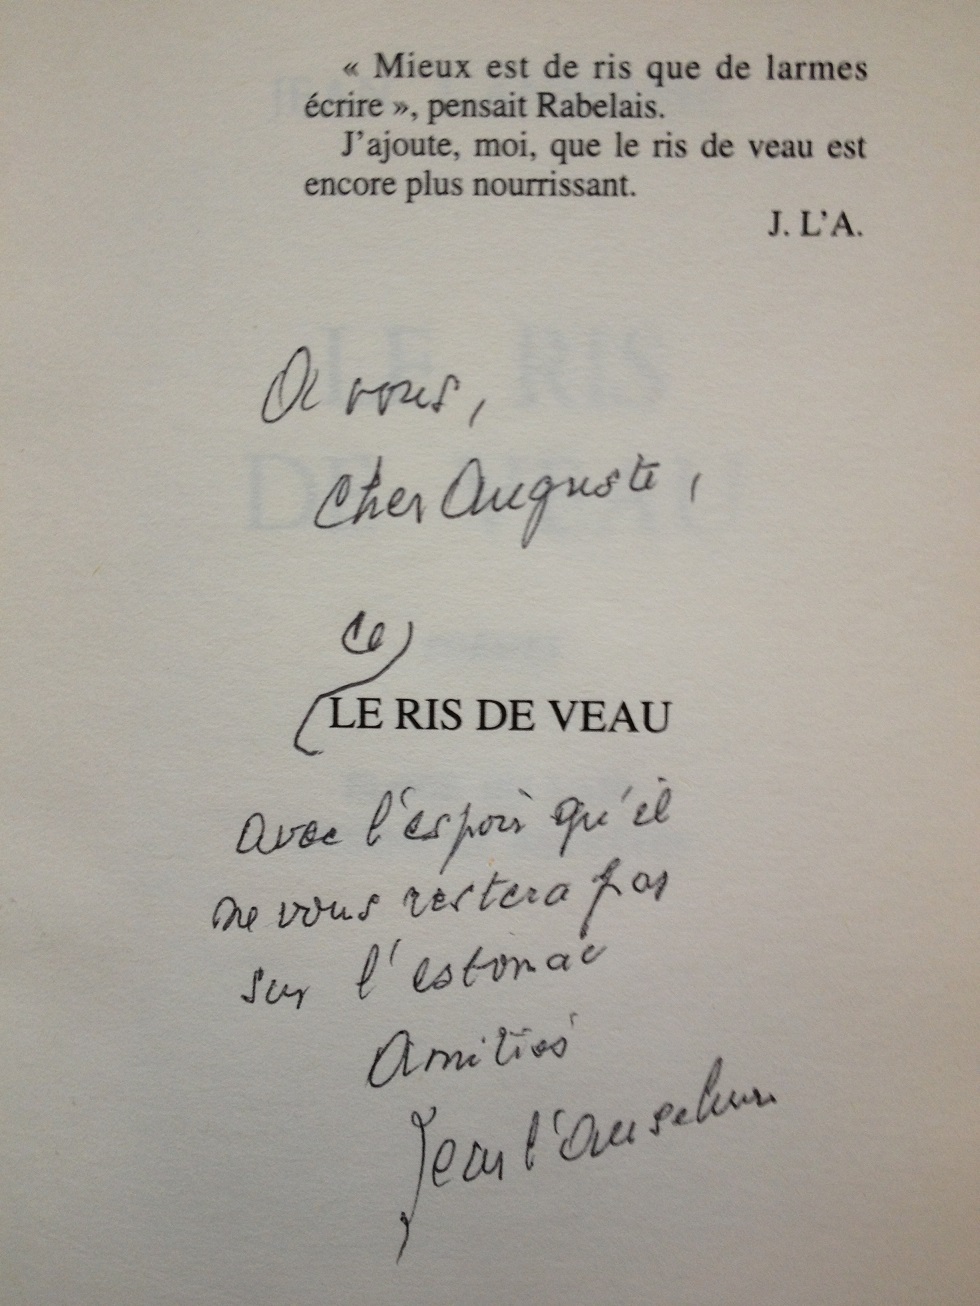 « Mieux est de ris que de larmes
écrire », pensait Rabelais.
J'ajoute, moi, que le ris de veau est
encore plus nourrissant.
J. L'A.
A vous,
Cher Auguste,
ce
LE RIS DE VEAU
avec l'espoir qu'il
ne vous restera pas
sur l'estomac
Amitiés
Jean l'Anselme